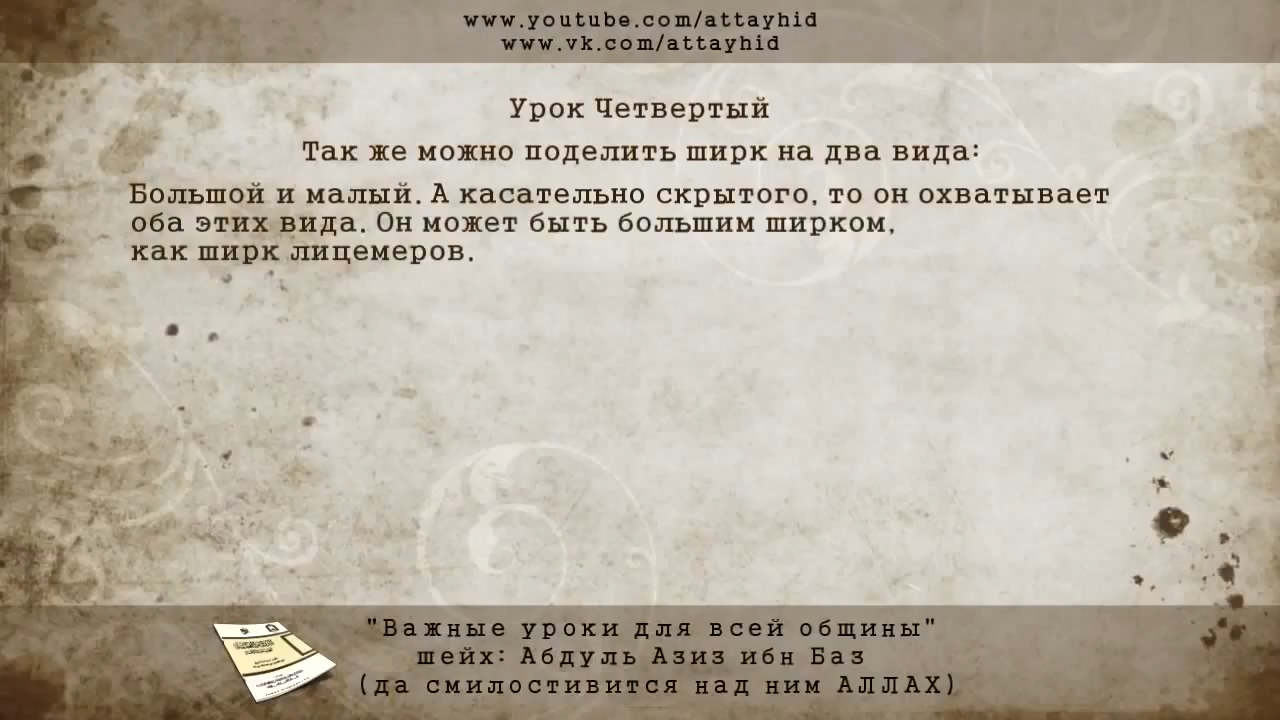 www.youtube.com/attayhid
www.vk.com/attayhid
Урок Четвертый
Так же можно поделить ширк на два вида:
Большой и малый. А касательно скрытого, то он охватывает
оба этих вида. Он может быть большим ширком,
как ширк лицемеров.
"Важные уроки для всей общины"
шейх: Абдуль Азиз ибн Баз
(да смилостивится над ним АЛЛАХ)